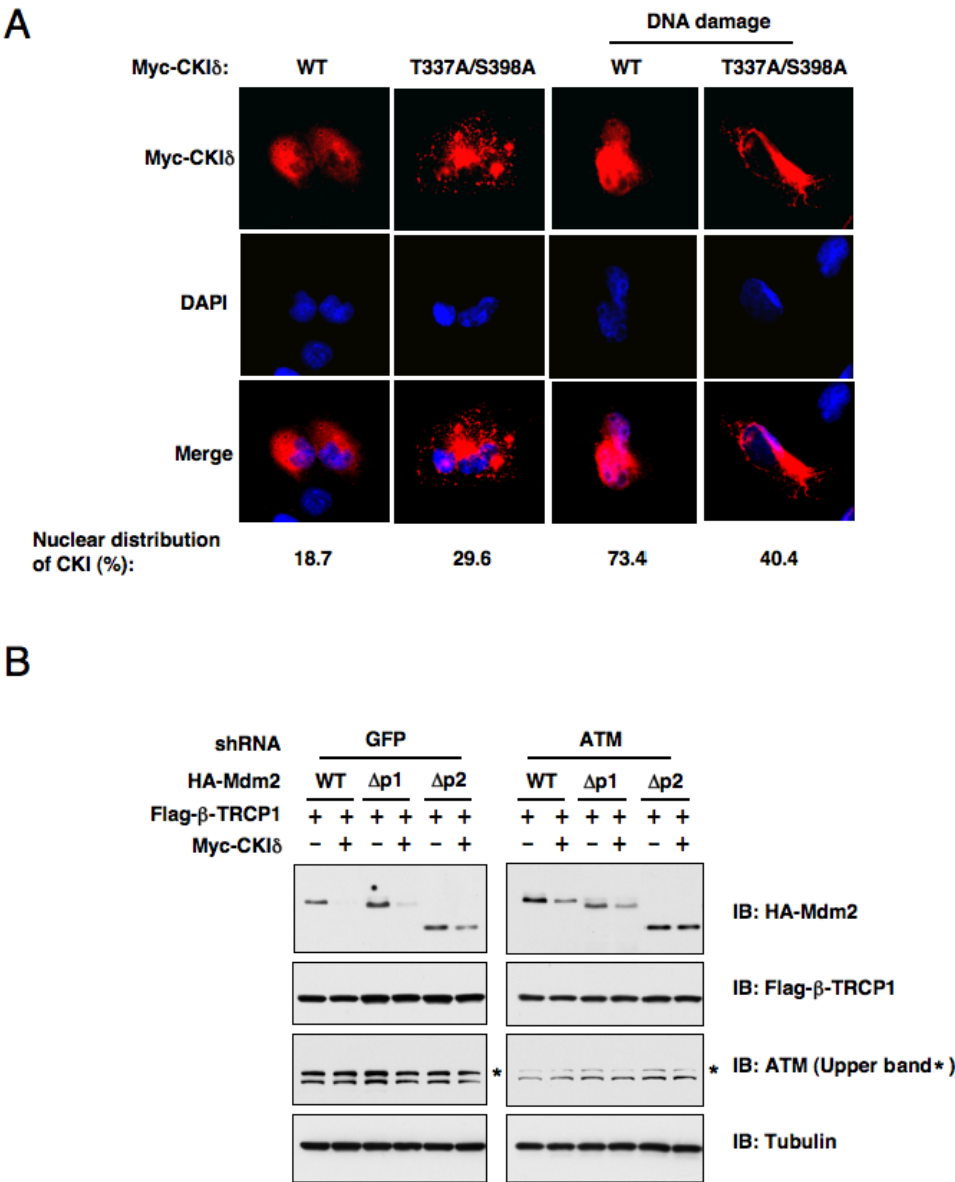 A
DNA damage
Myc-CKIδ: WT T337A/S398A WT T337A/S398A
Myc-CKIδ
DAPI
Merge
Nuclear distribution
of CKI (%): 18.7 29.6 73.4 40.4
B
shRNA GFP ATM
HA-Mdm2 WT Δp1 Δp2 WT Δp1 Δp2
Flag-β-TRCP1 + + + + + + + + + + + +
Myc-CKIδ – + – + – + – + – + – +
IB: HA-Mdm2
IB: Flag-β-TRCP1
* * IB: ATM (Upper band*)
IB: Tubulin